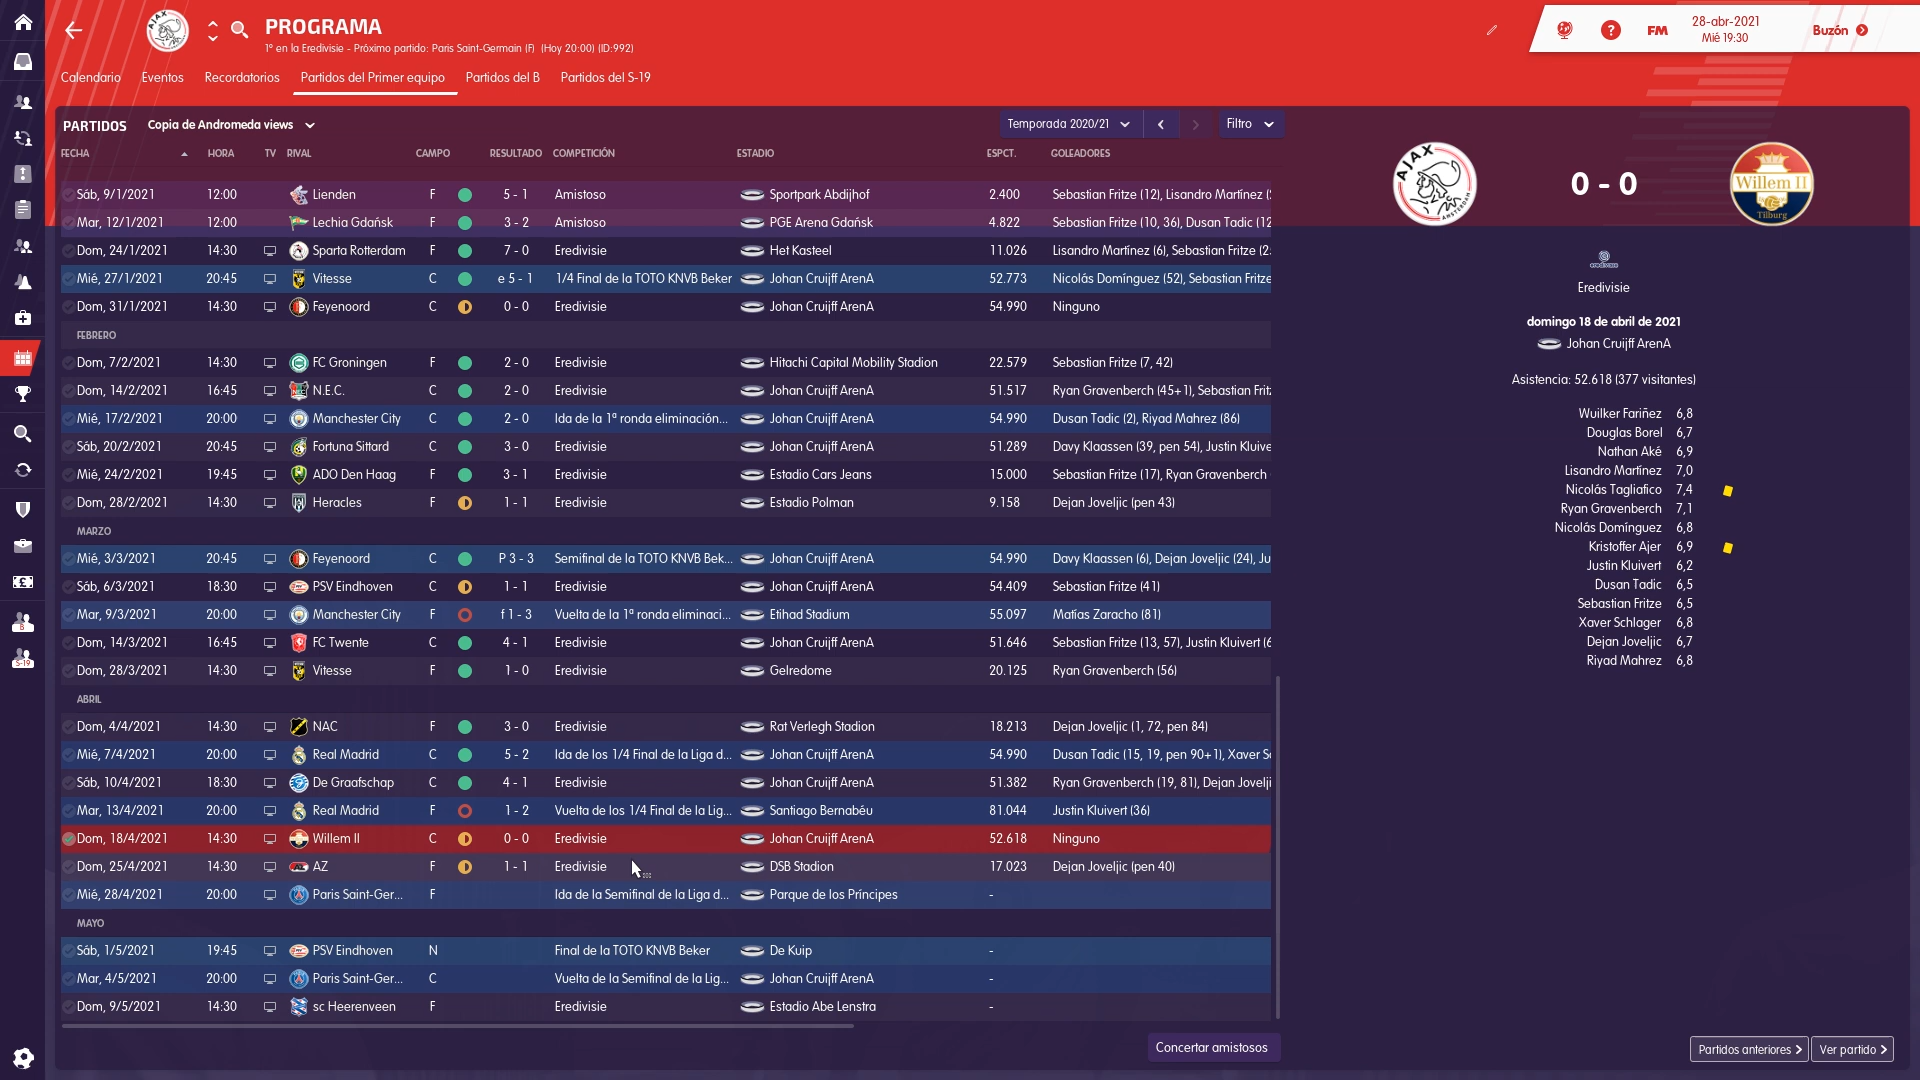 PROGRAMA
1º en la Eredivisie - Próximo partido: Paris Saint-Germain (F) (Hoy 20:00) (ID:992)
FM
28-abr-2021
Mié 19:30
Buzón
Calendario Eventos Recordatorios Partidos del Primer equipo Partidos del B Partidos del S-19
PARTIDOS Copia de Andromeda views Temporada 2020/21 Filtro
FECHA HORA TV RIVAL CAMPO RESULTADO COMPETICIÓN ESTADIO ESPCT. GOLEADORES
Sáb, 9/1/2021 12:00 Lienden F 5 - 1 Amistoso Sportpark Abdijhof 2.400 Sebastian Fritze (12), Lisandro Martínez (
Mar, 12/1/2021 12:00 Lechia Gdańsk F 3 - 2 Amistoso PGE Arena Gdańsk 4.822 Sebastian Fritze (10, 36), Dusan Tadic (12
Dom, 24/1/2021 14:30 Sparta Rotterdam F 7 - 0 Eredivisie Het Kasteel 11.026 Lisandro Martínez (6), Sebastian Fritze (2
Mié, 27/1/2021 20:45 Vitesse C e 5 - 1 1/4 Final de la TOTO KNVB Beker Johan Cruijff ArenA 52.773 Nicolás Domínguez (52), Sebastian Fritze
Dom, 31/1/2021 14:30 Feyenoord C 0 - 0 Eredivisie Johan Cruijff ArenA 54.990 Ninguno
FEBRERO
Dom, 7/2/2021 14:30 FC Groningen F 2 - 0 Eredivisie Hitachi Capital Mobility Stadion 22.579 Sebastian Fritze (7, 42)
Dom, 14/2/2021 16:45 N.E.C. C 2 - 0 Eredivisie Johan Cruijff ArenA 51.517 Ryan Gravenberch (45+1), Sebastian Frit
Mié, 17/2/2021 20:00 Manchester City C 2 - 0 Ida de la 1ª ronda eliminación... Johan Cruijff ArenA 54.990 Dusan Tadic (2), Riyad Mahrez (86)
Sáb, 20/2/2021 20:45 Fortuna Sittard C 3 - 0 Eredivisie Johan Cruijff ArenA 51.289 Davy Klaassen (39, pen 54), Justin Kluive
Mié, 24/2/2021 19:45 ADO Den Haag F 3 - 1 Eredivisie Estadio Cars Jeans 15.000 Sebastian Fritze (17), Ryan Gravenberch
Dom, 28/2/2021 14:30 Heracles F 1 - 1 Eredivisie Estadio Polman 9.158 Dejan Joveljic (pen 43)
MARZO
Mié, 3/3/2021 20:45 Feyenoord C P 3 - 3 Semifinal de la TOTO KNVB Bek... Johan Cruijff ArenA 54.990 Davy Klaassen (6), Dejan Joveljic (24), Ju
Sáb, 6/3/2021 18:30 PSV Eindhoven C 1 - 1 Eredivisie Johan Cruijff ArenA 54.409 Sebastian Fritze (41)
Mar, 9/3/2021 20:00 Manchester City F f 1 - 3 Vuelta de la 1ª ronda eliminaci... Etihad Stadium 55.097 Matías Zaracho (81)
Dom, 14/3/2021 16:45 FC Twente C 4 - 1 Eredivisie Johan Cruijff ArenA 51.646 Sebastian Fritze (13, 57), Justin Kluivert (6
Dom, 28/3/2021 14:30 Vitesse F 1 - 0 Eredivisie Gelredome 20.125 Ryan Gravenberch (56)
ABRIL
Dom, 4/4/2021 14:30 NAC F 3 - 0 Eredivisie Rat Verlegh Stadion 18.213 Dejan Joveljic (1, 72, pen 84)
Mié, 7/4/2021 20:00 Real Madrid C 5 - 2 Ida de los 1/4 Final de la Liga d... Johan Cruijff ArenA 54.990 Dusan Tadic (15, 19, pen 90+1), Xaver S
Sáb, 10/4/2021 18:30 De Graafschap C 4 - 1 Eredivisie Johan Cruijff ArenA 51.382 Ryan Gravenberch (19, 81), Dejan Jovelji
Mar, 13/4/2021 20:00 Real Madrid F 1 - 2 Vuelta de los 1/4 Final de la Lig... Santiago Bernabéu 81.044 Justin Kluivert (36)
Dom, 18/4/2021 14:30 Willem II C 0 - 0 Eredivisie Johan Cruijff ArenA 52.618 Ninguno
Dom, 25/4/2021 14:30 AZ F 1 - 1 Eredivisie DSB Stadion 17.023 Dejan Joveljic (pen 40)
Mié, 28/4/2021 20:00 Paris Saint-Ger... F Ida de la Semifinal de la Liga d... Parque de los Príncipes -
MAYO
Sáb, 1/5/2021 19:45 PSV Eindhoven N Final de la TOTO KNVB Beker De Kuip -
Mar, 4/5/2021 20:00 Paris Saint-Ger... C Vuelta de la Semifinal de la Lig... Johan Cruijff ArenA -
Dom, 9/5/2021 14:30 sc Heerenveen F Eredivisie Estadio Abe Lenstra -
Concertar amistosos
AJAX
AMSTERDAM
0 - 0
Willem II
Tilburg
Eredivisie
domingo 18 de abril de 2021
Johan Cruijff ArenA
Asistencia: 52.618 (377 visitantes)
Wuilker Fariñez 6,8
Douglas Borel 6,7
Nathan Aké 6,9
Lisandro Martínez 7,0
Nicolás Tagliafico 7,4
Ryan Gravenberch 7,1
Nicolás Domínguez 6,8
Kristoffer Ajer 6,9
Justin Kluivert 6,2
Dusan Tadic 6,5
Sebastian Fritze 6,5
Xaver Schlager 6,8
Dejan Joveljic 6,7
Riyad Mahrez 6,8
Partidos anteriores Ver partido
B
S-19